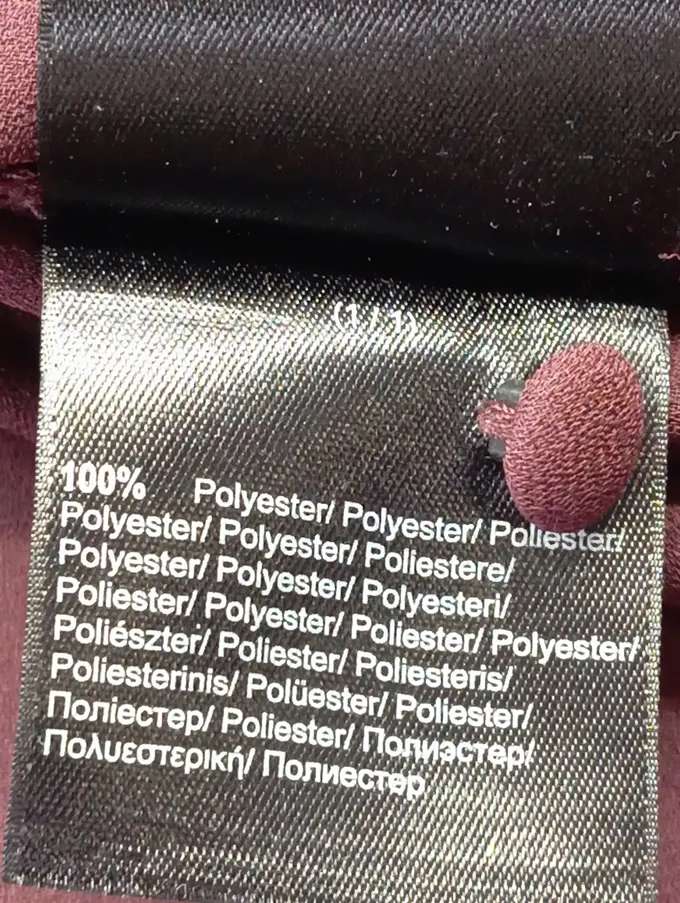 (1 / 1)
100% Polyester/ Polyester/ Poliester/
Polyester/ Polyester/ Poliestere/
Polyester/ Polyester/ Polyesteri/
Poliester/ Polyester/ Poliester/ Polyester/
Poliészter/ Poliester/ Poliesteris/
Poliesterinis/ Polüester/ Poliester/
Поліестер/ Poliester/ Полиэстер/
Πολυεστερική/ Полиестер